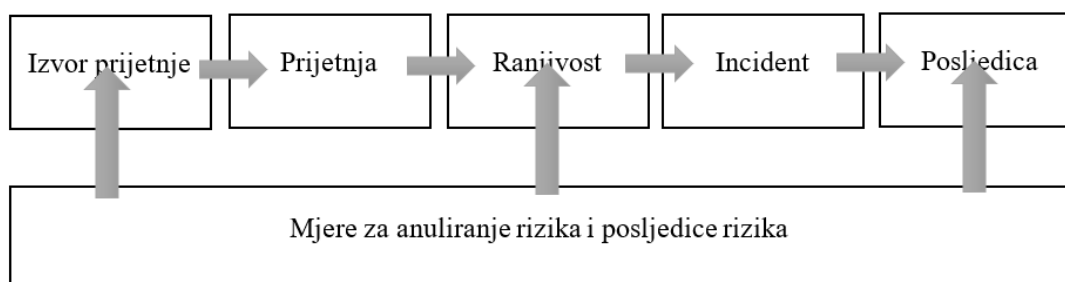 Izvor prijetnje
Prijetnja
Ranjivost
Incident
Posljedica
Mjere za anuliranje rizika i posljedice rizika